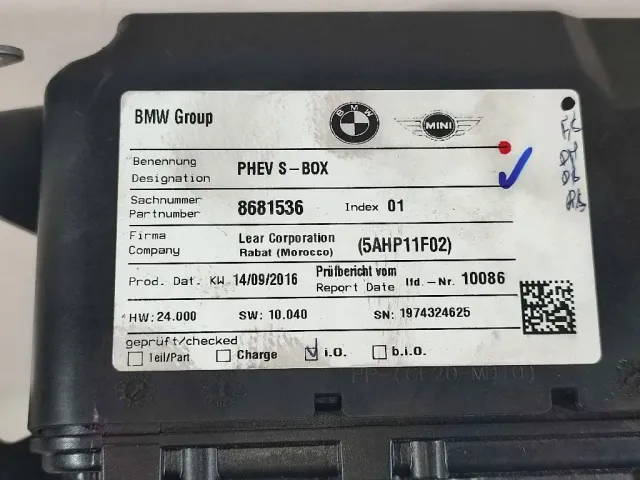 BMW Group
BMW
MINI
Benennung
Designation
PHEV S-BOX
Sachnummer
Partnumber
8681536
Index 01
Firma
Company
Lear Corporation
Rabat (Morocco)
(5AHP11F02)
Prod. Dat. KW 14/09/2016
Prüfbericht vom
Report Date
lfd.-Nr. 10086
HW: 24.000
SW: 10.040
SN: 1974324625
geprüft/checked
Teil/Part
Charge
i.O.
b.i.O.